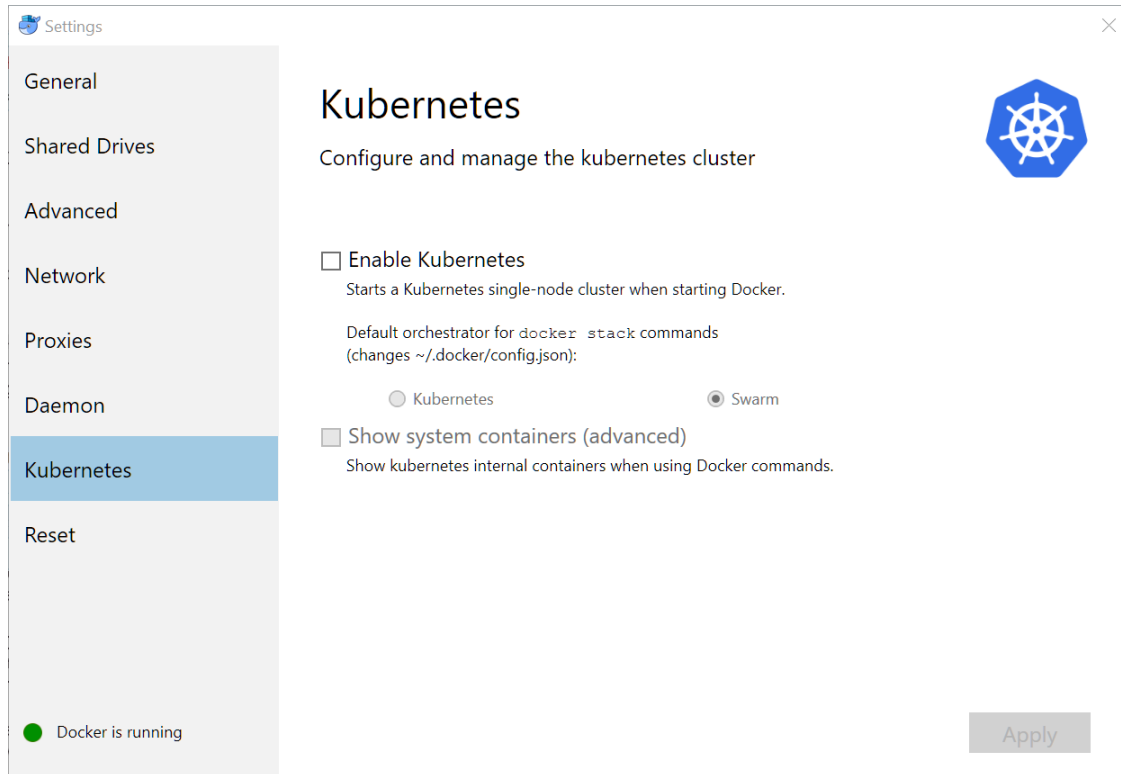 Settings
General
Shared Drives
Advanced
Network
Proxies
Daemon
Kubernetes
Reset
Docker is running
Kubernetes
Configure and manage the kubernetes cluster
Enable Kubernetes
Starts a Kubernetes single-node cluster when starting Docker.
Default orchestrator for docker stack commands
(changes ~/.docker/config.json):
Kubernetes Swarm
Show system containers (advanced)
Show kubernetes internal containers when using Docker commands.
Apply